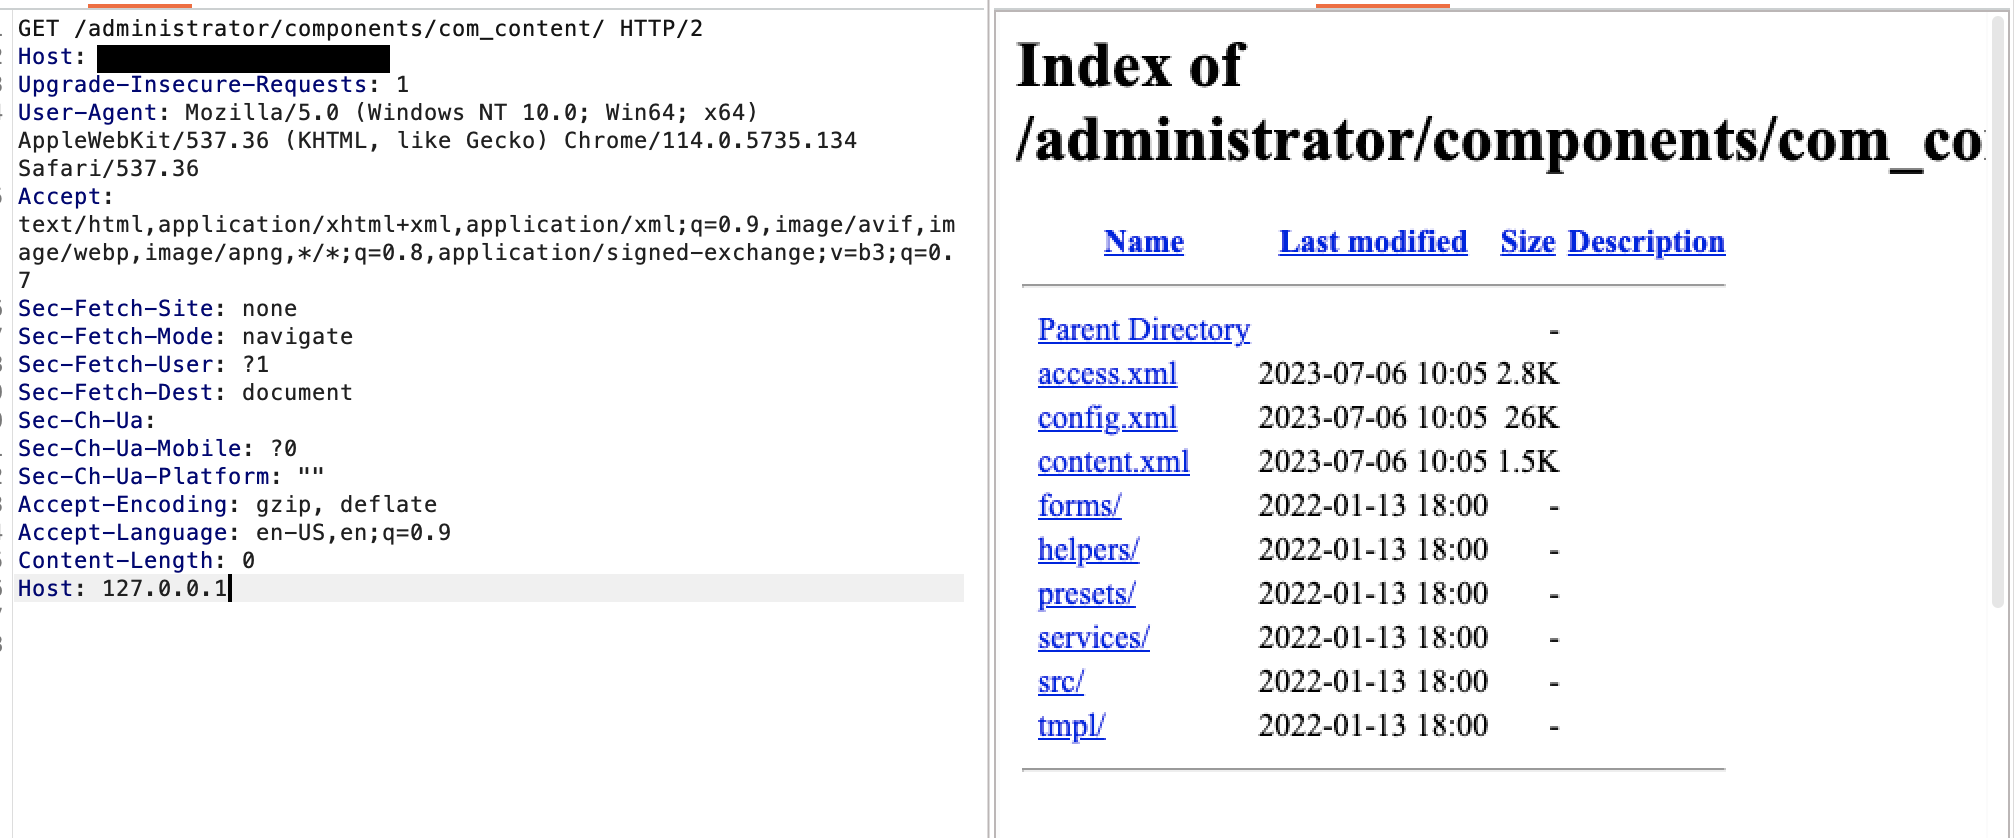 GET /administrator/components/com_content/ HTTP/2
Host:
Upgrade-Insecure-Requests: 1
User-Agent: Mozilla/5.0 (Windows NT 10.0; Win64; x64)
AppleWebKit/537.36 (KHTML, like Gecko) Chrome/114.0.5735.134
Safari/537.36
Accept:
text/html,application/xhtml+xml,application/xml;q=0.9,image/avif,im
age/webp,image/apng,*/*;q=0.8,application/signed-exchange;v=b3;q=0.
7
Sec-Fetch-Site: none
Sec-Fetch-Mode: navigate
Sec-Fetch-User: ?1
Sec-Fetch-Dest: document
Sec-Ch-Ua:
Sec-Ch-Ua-Mobile: ?0
Sec-Ch-Ua-Platform: ""
Accept-Encoding: gzip, deflate
Accept-Language: en-US,en;q=0.9
Content-Length: 0
Host: 127.0.0.1
Index of
/administrator/components/com_co
Name Last modified Size Description
Parent Directory -
access.xml 2023-07-06 10:05 2.8K
config.xml 2023-07-06 10:05 26K
content.xml 2023-07-06 10:05 1.5K
forms/ 2022-01-13 18:00 -
helpers/ 2022-01-13 18:00 -
presets/ 2022-01-13 18:00 -
services/ 2022-01-13 18:00 -
src/ 2022-01-13 18:00 -
tmpl/ 2022-01-13 18:00 -